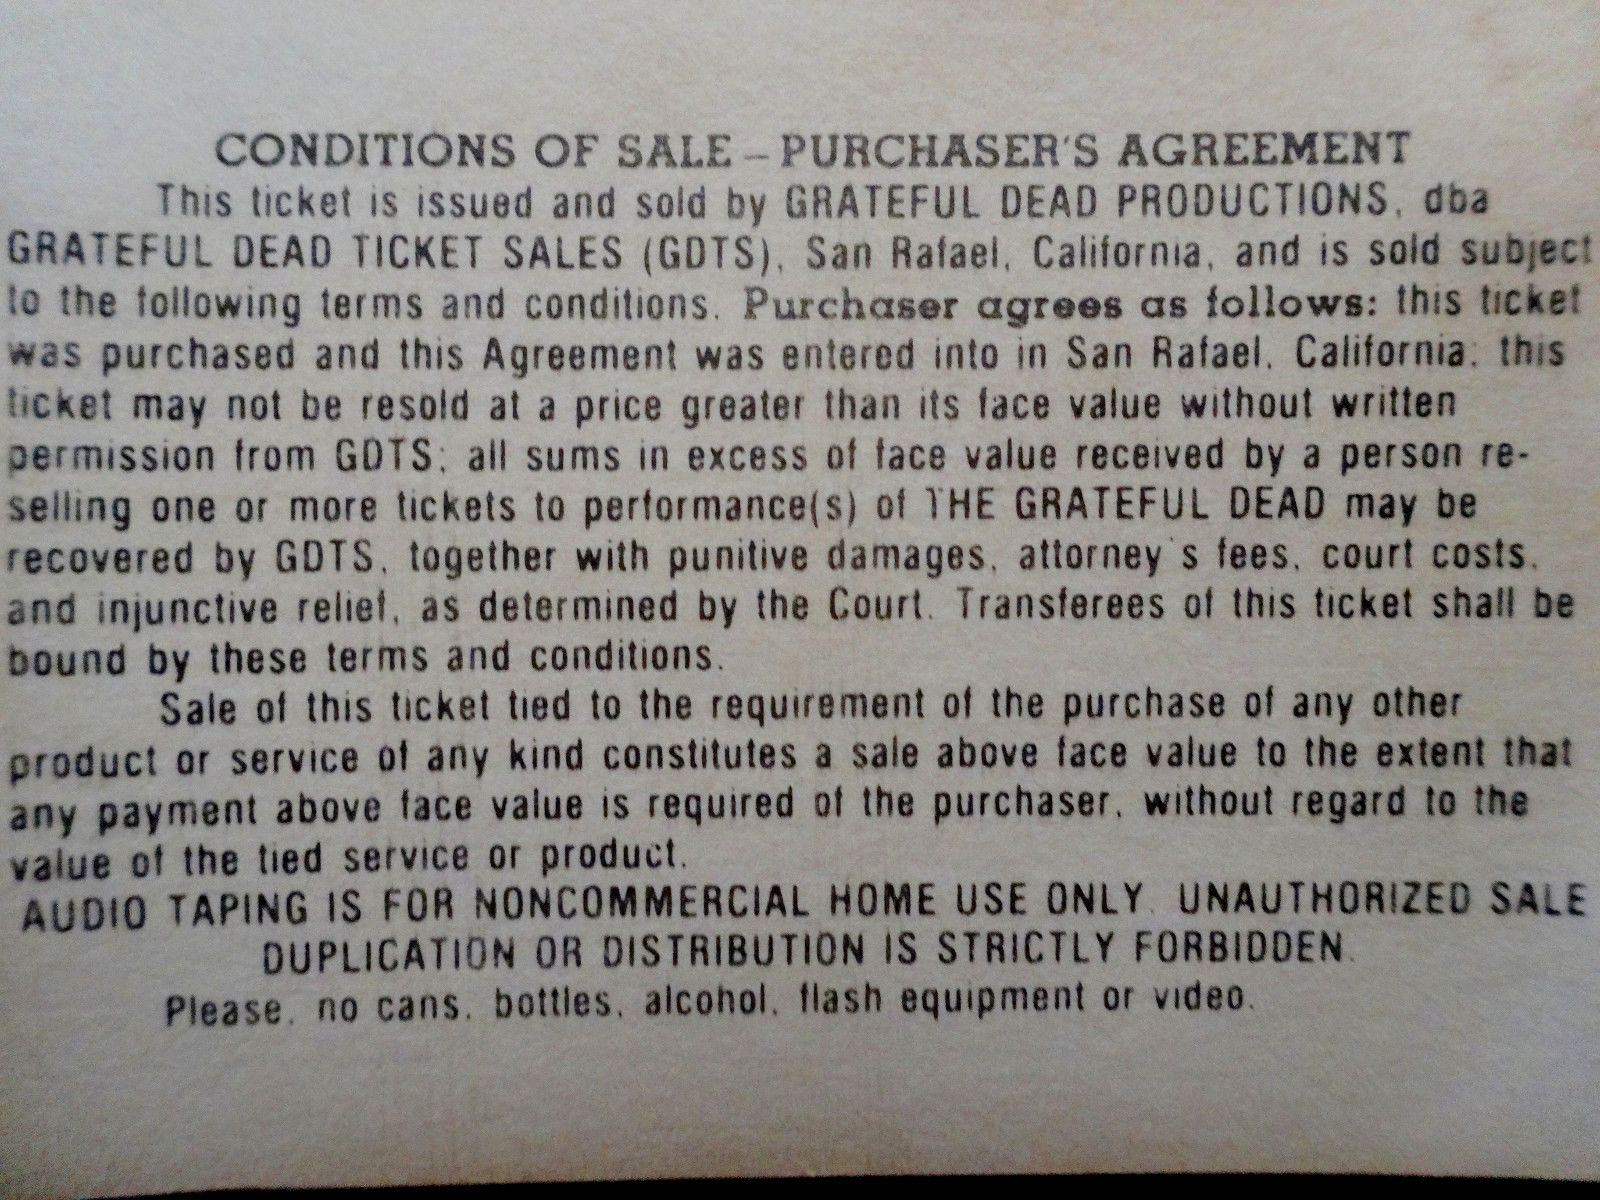 CONDITIONS OF SALE – PURCHASER'S AGREEMENT
This ticket is issued and sold by GRATEFUL DEAD PRODUCTIONS, dba
GRATEFUL DEAD TICKET SALES (GDTS), San Rafael, California, and is sold subject
to the following terms and conditions. Purchaser agrees as follows: this ticket
was purchased and this Agreement was entered into in San Rafael, California; this
ticket may not be resold at a price greater than its face value without written
permission from GDTS; all sums in excess of face value received by a person re-
selling one or more tickets to performance(s) of THE GRATEFUL DEAD may be
recovered by GDTS, together with punitive damages, attorney's fees, court costs,
and injunctive relief, as determined by the Court. Transferees of this ticket shall be
bound by these terms and conditions.
Sale of this ticket tied to the requirement of the purchase of any other
product or service of any kind constitutes a sale above face value to the extent that
any payment above face value is required of the purchaser, without regard to the
value of the tied service or product.
AUDIO TAPING IS FOR NONCOMMERCIAL HOME USE ONLY. UNAUTHORIZED SALE
DUPLICATION OR DISTRIBUTION IS STRICTLY FORBIDDEN.
Please, no cans, bottles, alcohol, flash equipment or video.